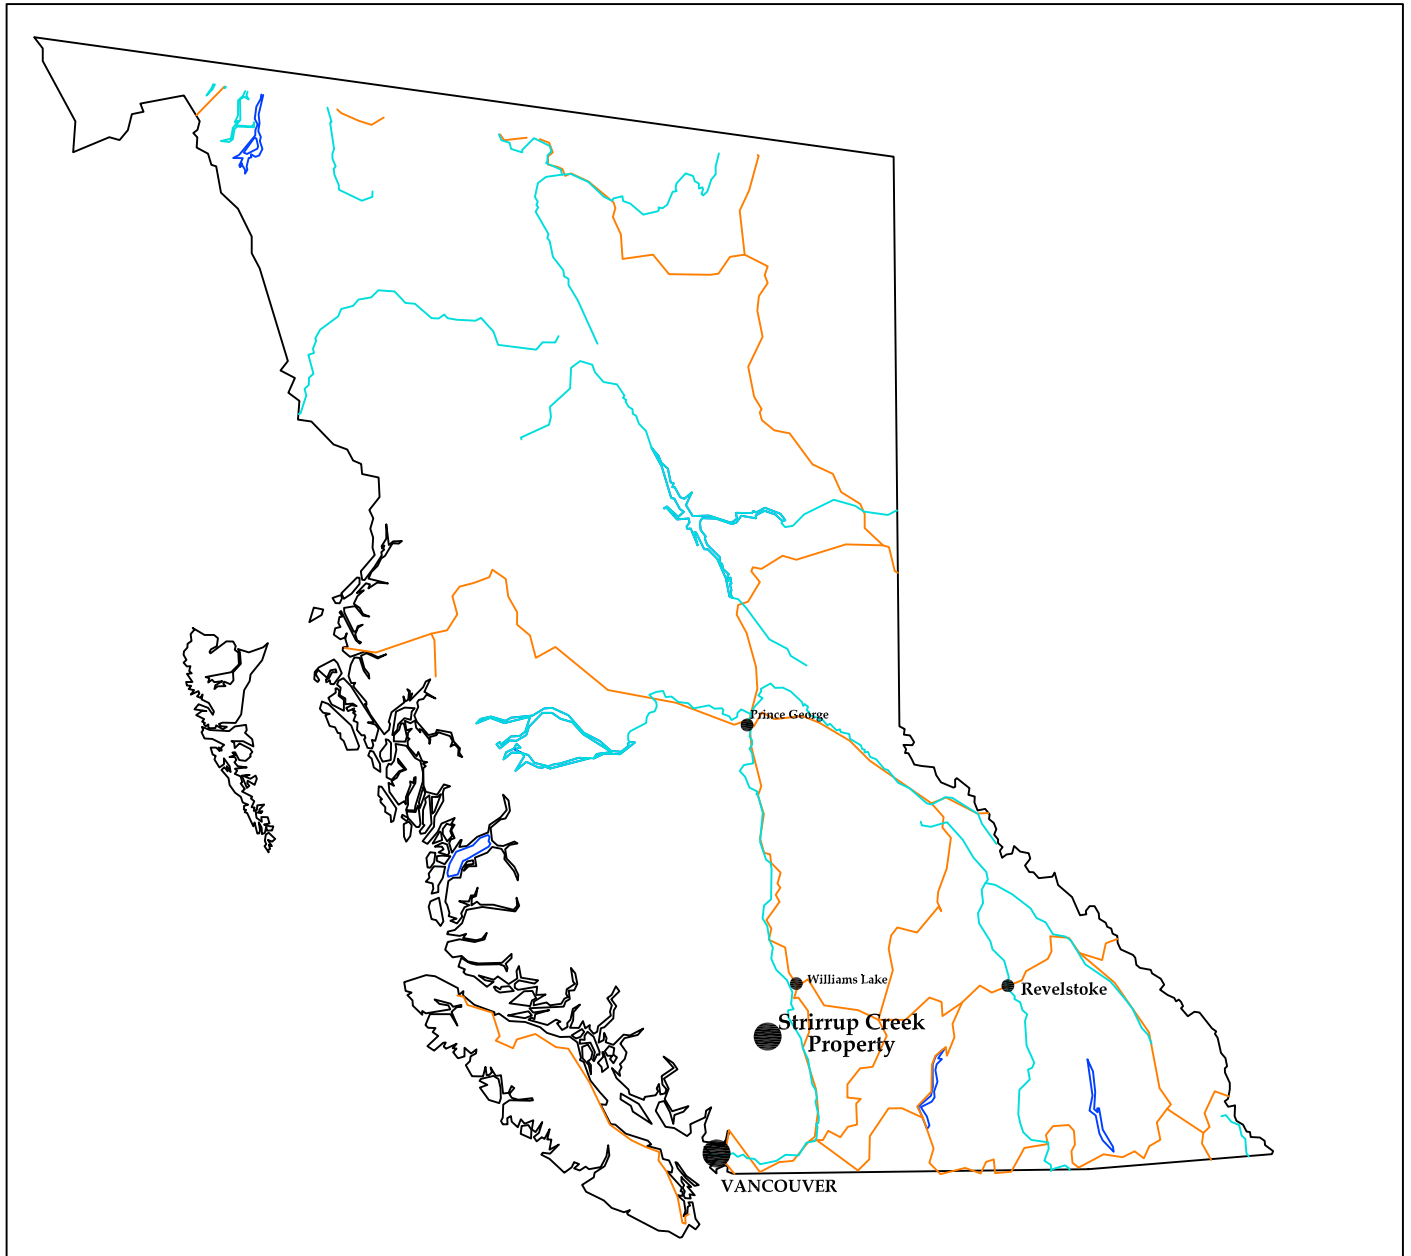 Prince George
Williams Lake
Revelstoke
Strirrup Creek
Property
VANCOUVER